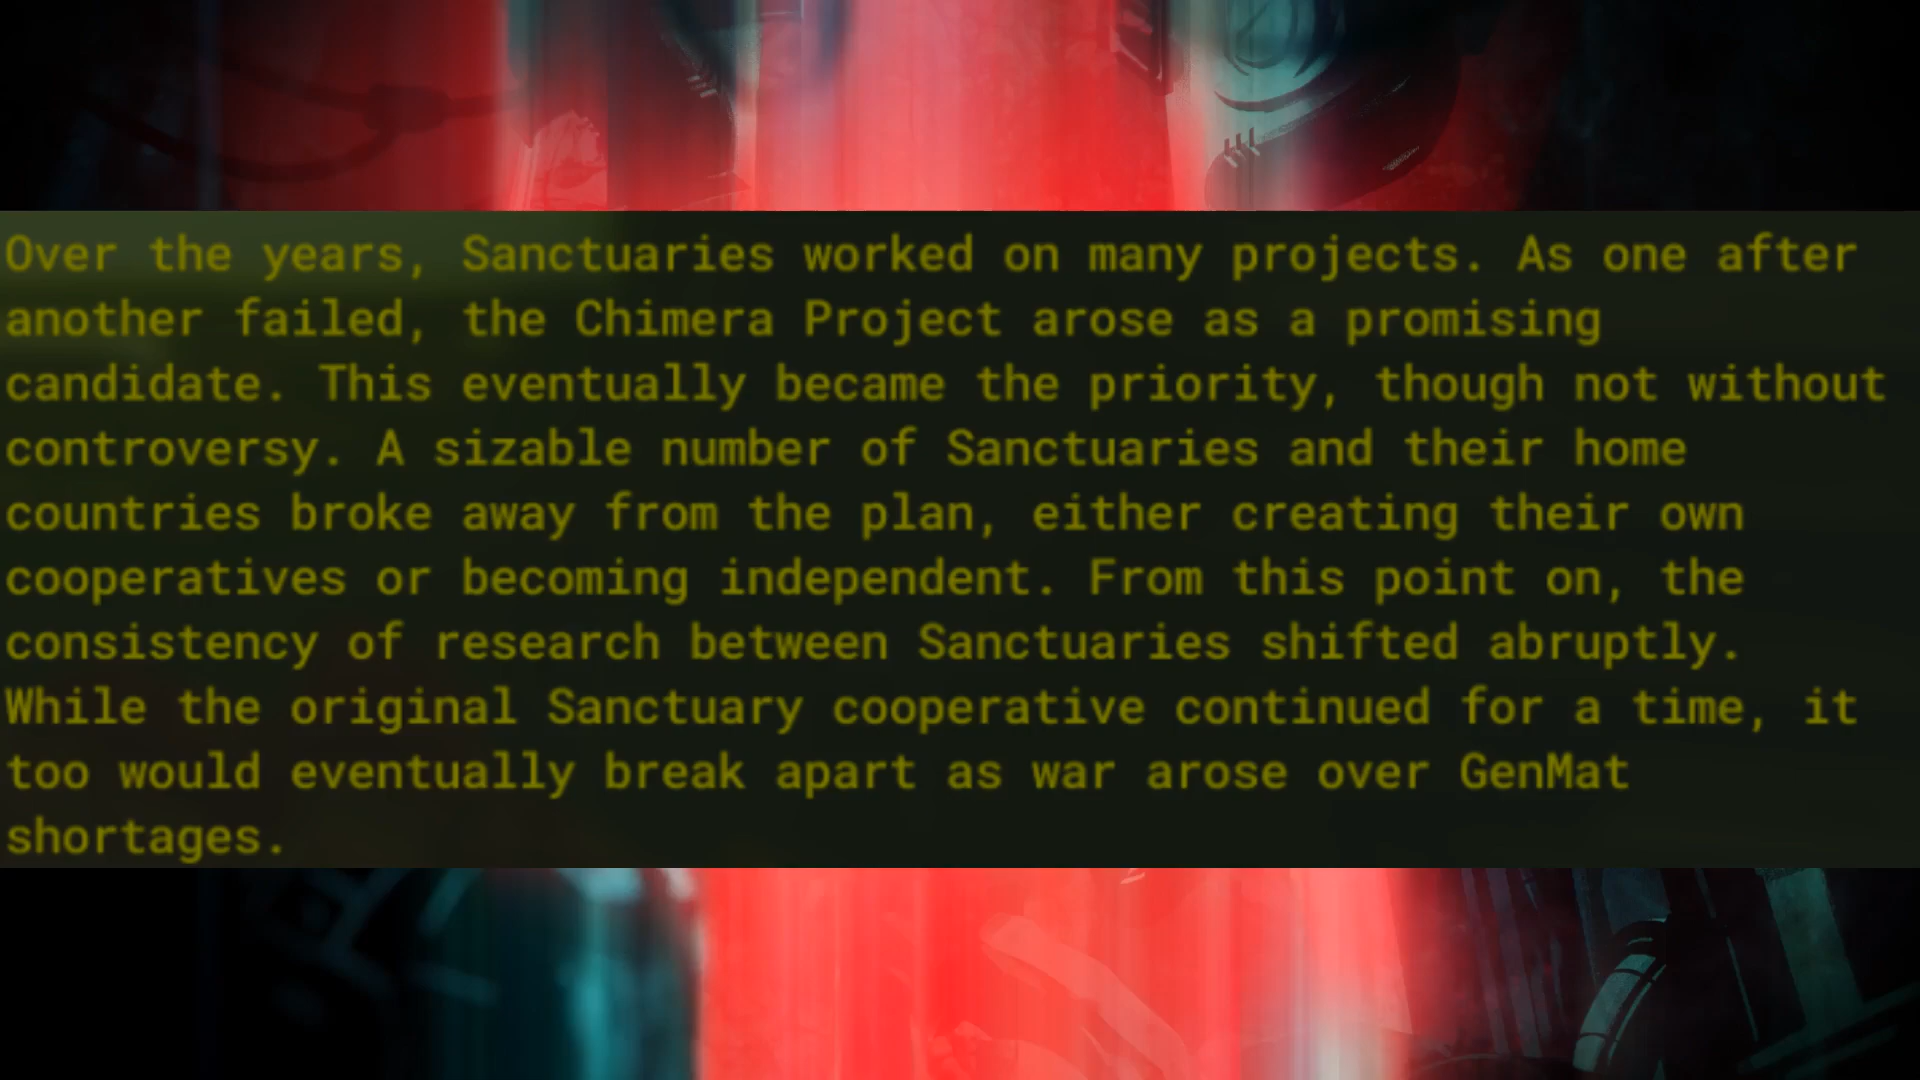 Over the years, Sanctuaries worked on many projects. As one after
another failed, the Chimera Project arose as a promising
candidate. This eventually became the priority, though not without
controversy. A sizable number of Sanctuaries and their home
countries broke away from the plan, either creating their own
cooperatives or becoming independent. From this point on, the
consistency of research between Sanctuaries shifted abruptly.
While the original Sanctuary cooperative continued for a time, it
too would eventually break apart as war arose over GenMat
shortages.